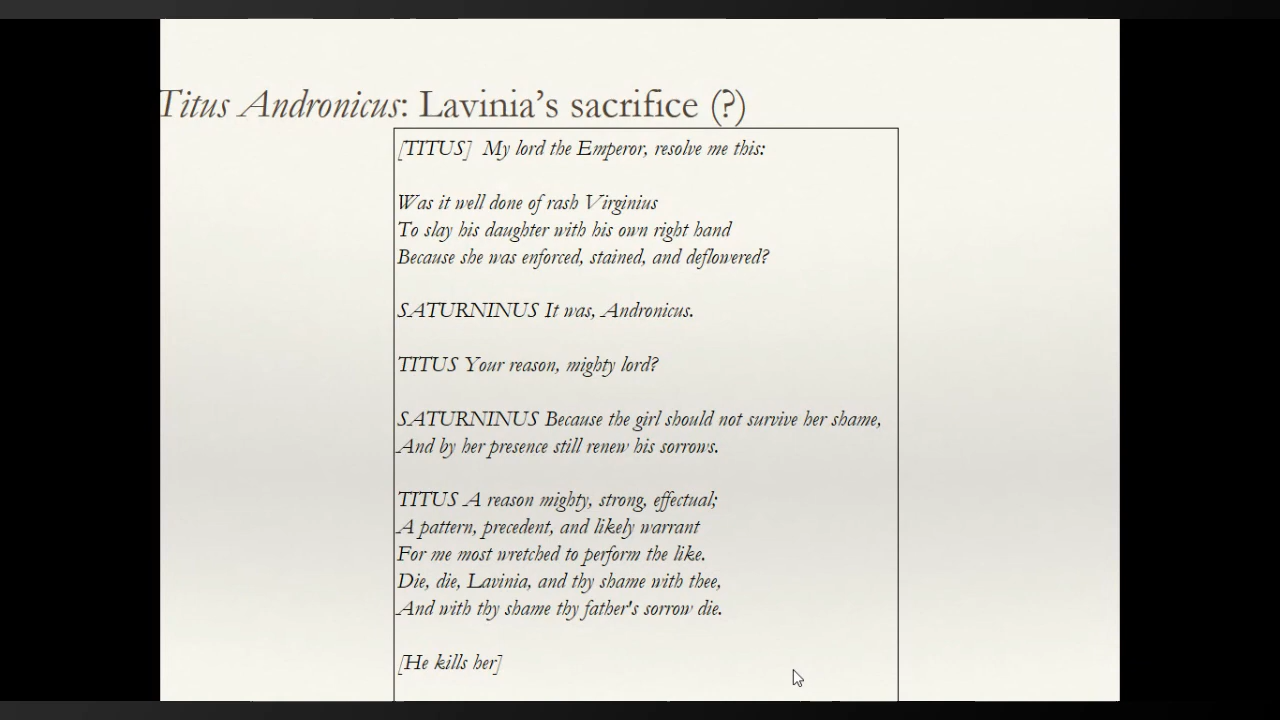 Titus Andronicus: Lavinia's sacrifice (?)
[TITUS] My lord the Emperor, resolve me this:
Was it well done of rash Virginius
To slay his daughter with his own right hand
Because she was enforced, stained, and deflowered?
SATURNINUS It was, Andronicus.
TITUS Your reason, mighty lord?
SATURNINUS Because the girl should not survive her shame,
And by her presence still renew his sorrows.
TITUS A reason mighty, strong, effectual;
A pattern, precedent, and likely warrant
For me most wretched to perform the like.
Die, die, Lavinia, and thy shame with thee,
And with thy shame thy father's sorrow die.
[He kills her]